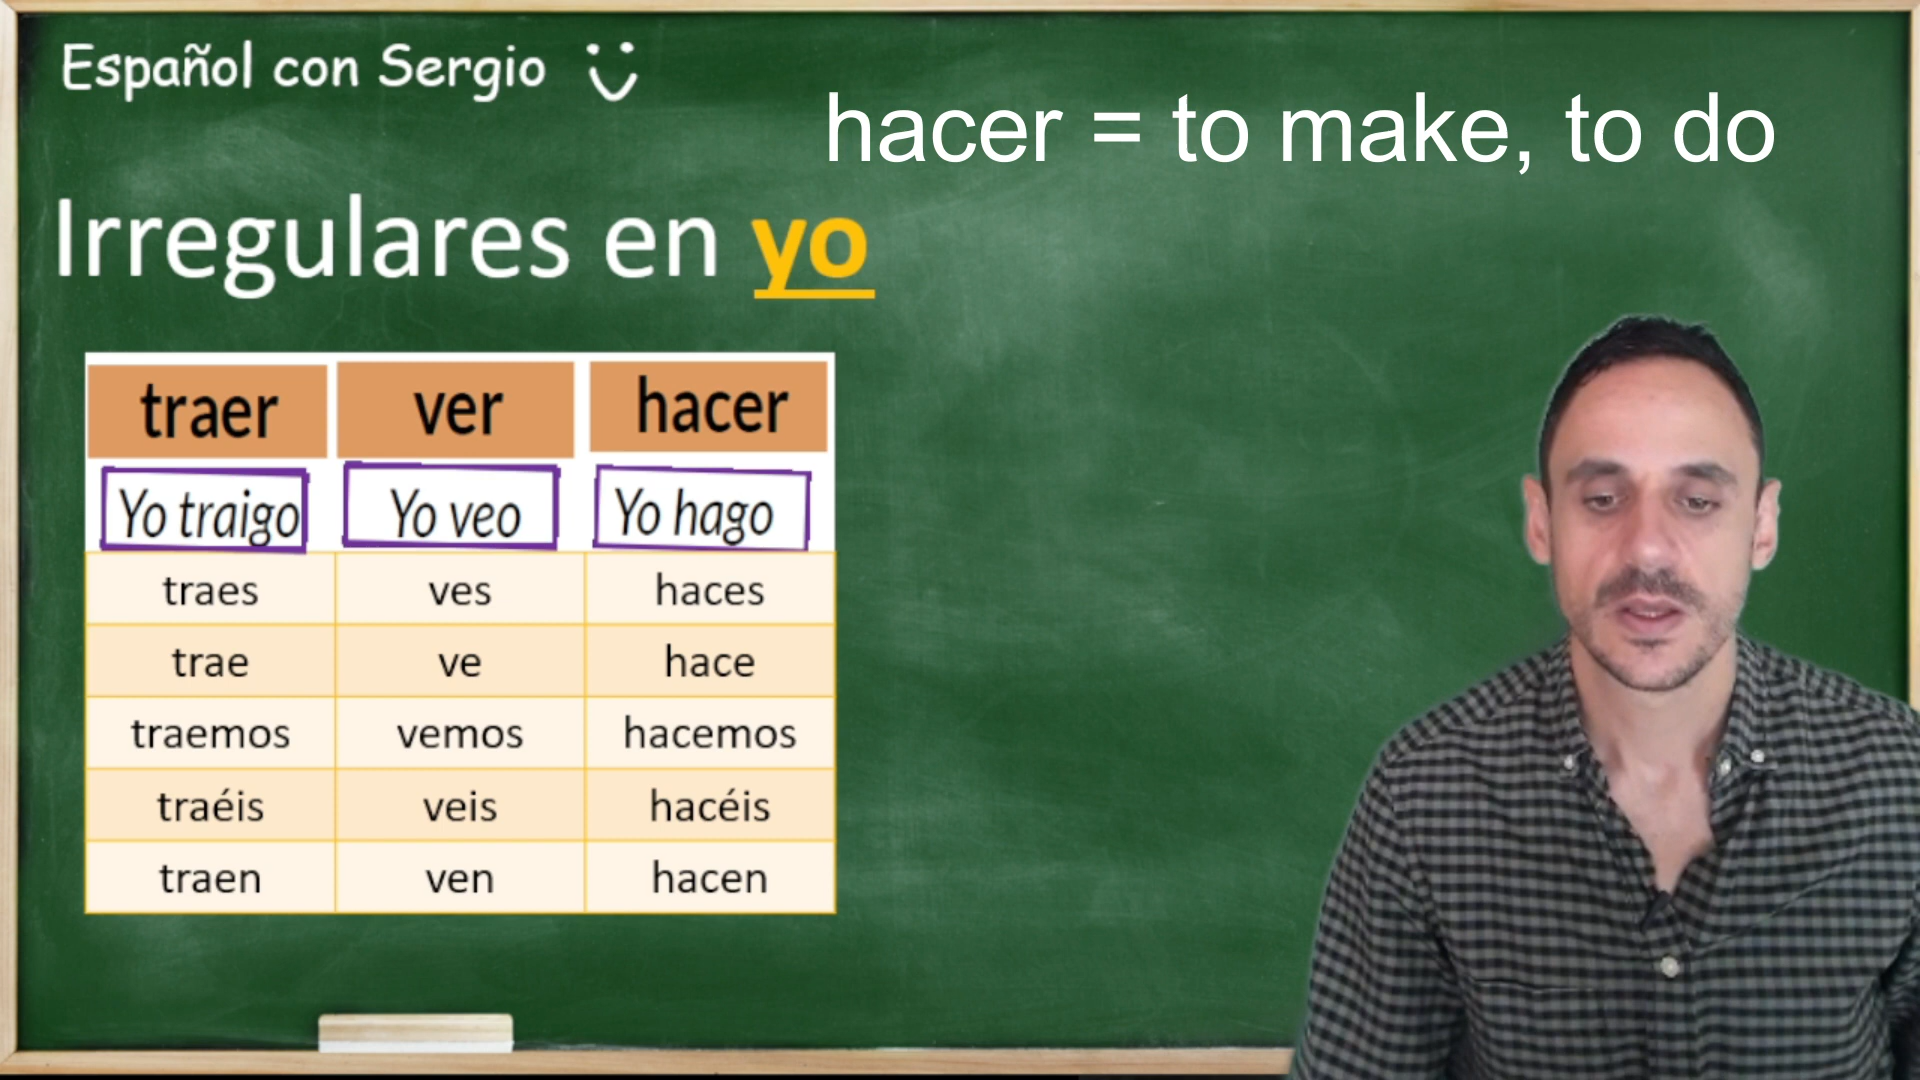 Español con Sergio
hacer = to make, to do
Irregulares en yo
traer ver hacer
Yo traigo Yo veo Yo hago
traes ves haces
trae ve hace
traemos vemos hacemos
traéis veis hacéis
traen ven hacen